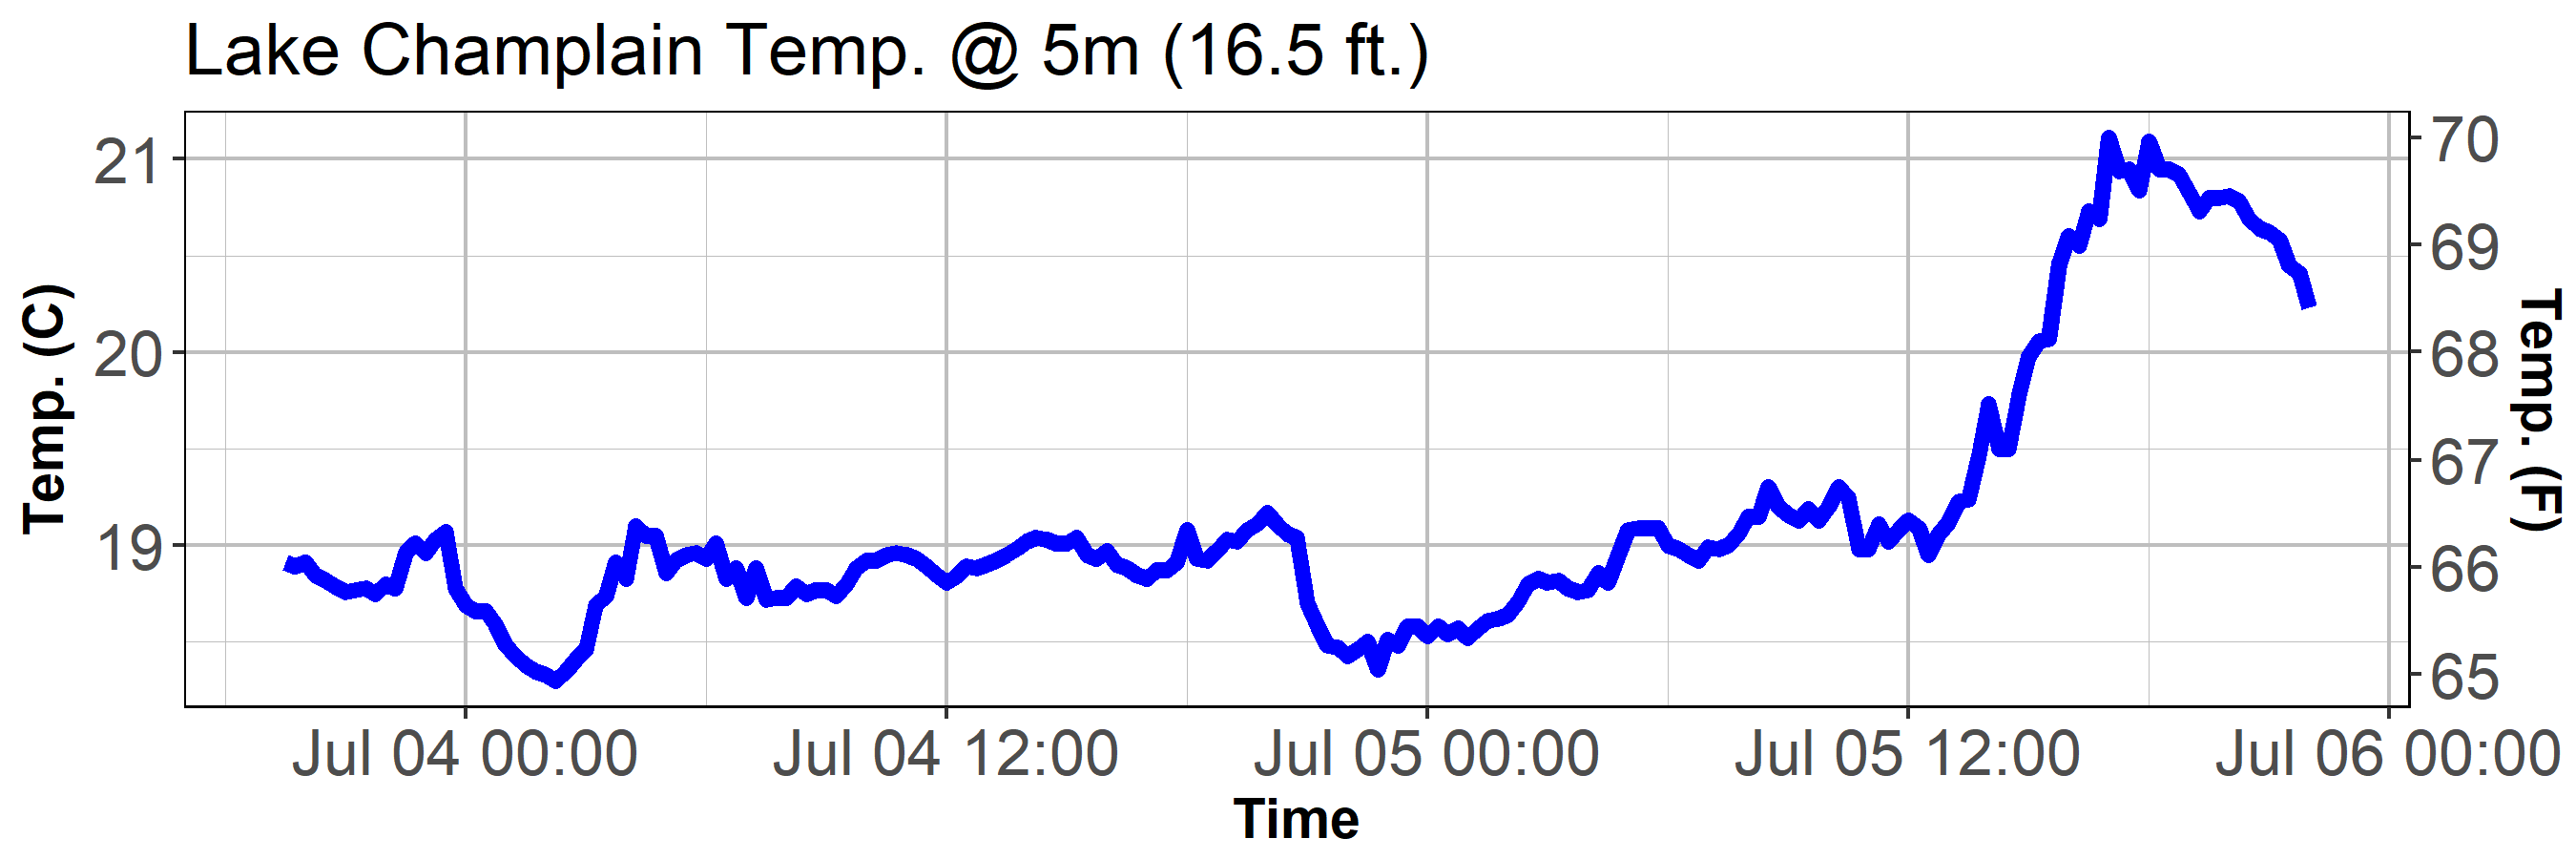 Lake Champlain Temp. @ 5m (16.5 ft.)
Temp. (C)
21
20
19
70
69
68
67
66
65
Temp. (F)
Jul 04 00:00 Jul 04 12:00 Jul 05 00:00 Jul 05 12:00 Jul 06 00:00
Time